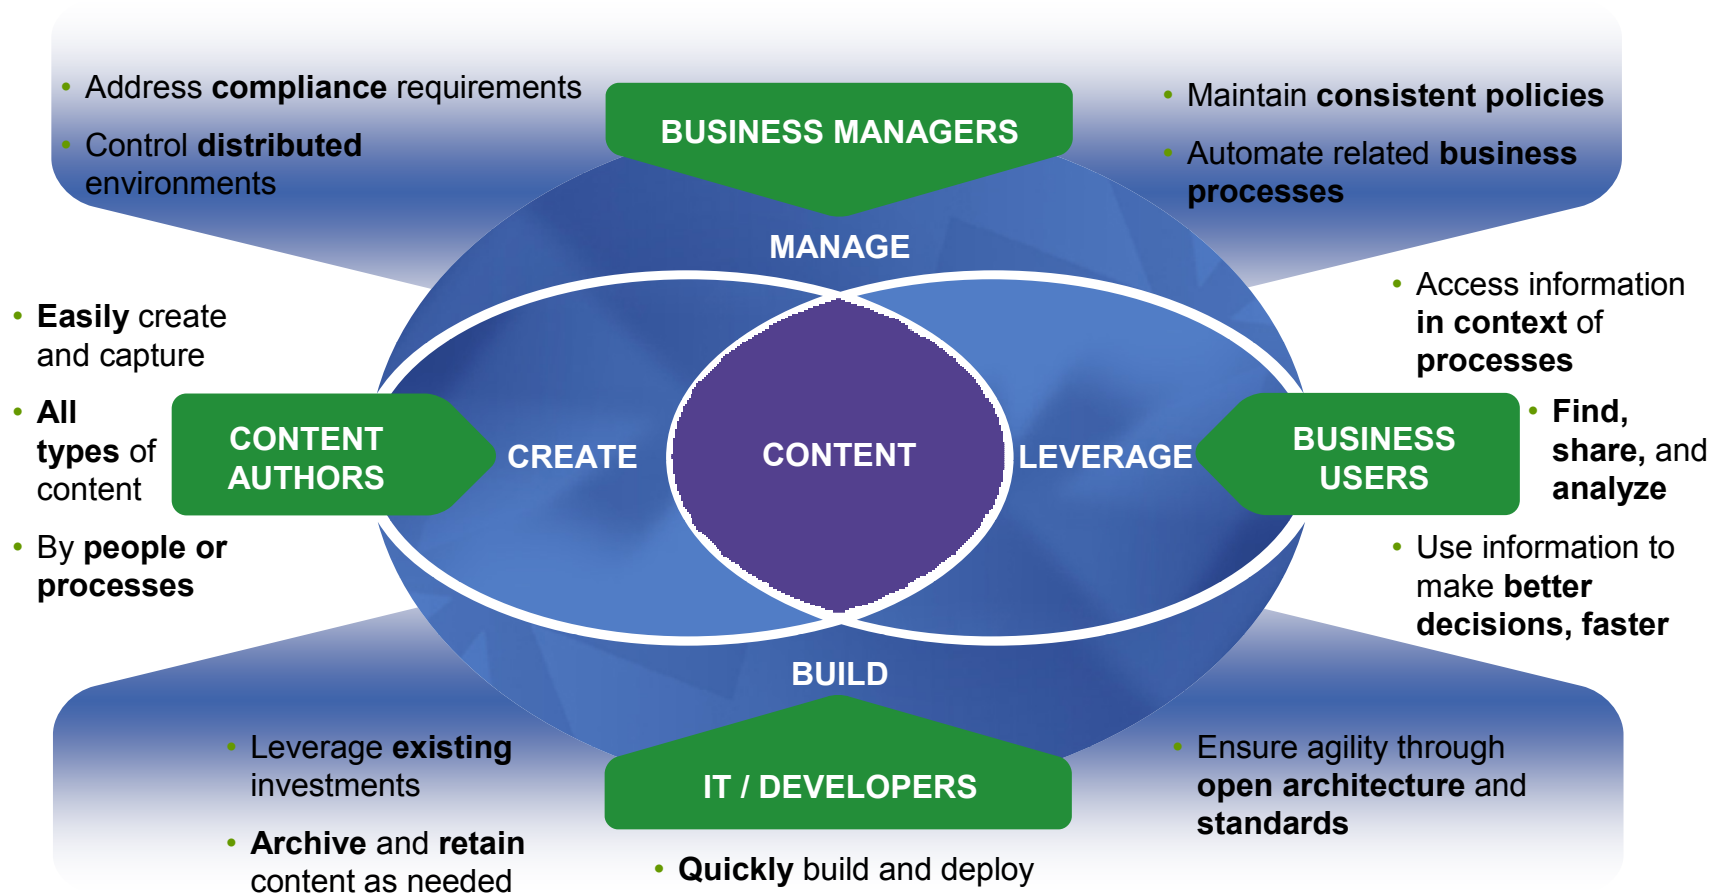 • Address compliance requirements
• Control distributed
environments
BUSINESS MANAGERS
• Maintain consistent policies
• Automate related business
processes
MANAGE
• Easily create
and capture
• All
types of
content
• By people or
processes
CONTENT
AUTHORS
CREATE
CONTENT
LEVERAGE
BUSINESS
USERS
• Access information
in context of
processes
• Find,
share, and
analyze
• Use information to
make better
decisions, faster
BUILD
IT / DEVELOPERS
• Leverage existing
investments
• Archive and retain
content as needed
• Quickly build and deploy
• Ensure agility through
open architecture and
standards